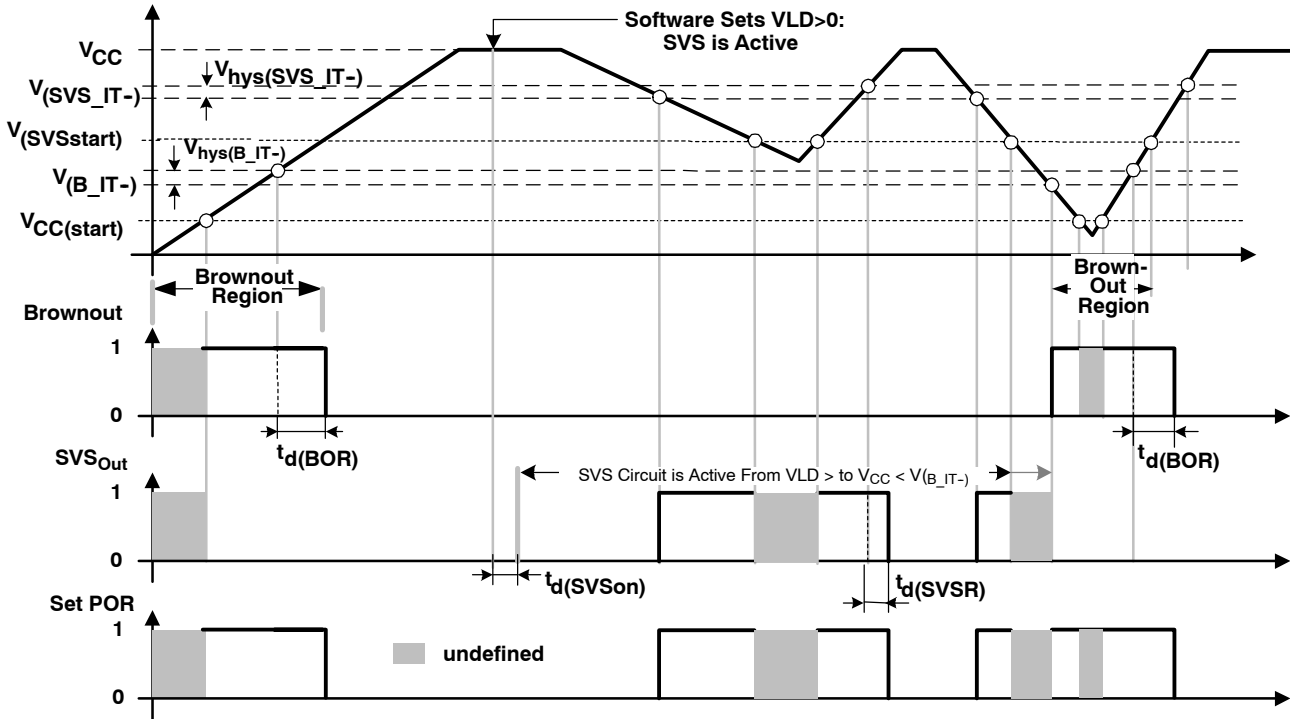 Software Sets VLD>0:
SVS is Active
VCC
Vhys(SVS_IT-)
V(SVS_IT-)
V(SVSstart)
Vhys(B_IT-)
V(B_IT-)
VCC(start)
Brownout
Region
Brown-
Out
Region
Brownout
1
0
td(BOR)
td(BOR)
SVSOut
SVS Circuit is Active From VLD > to VCC < V(B_IT-)
1
0
td(SVSon)
td(SVSR)
Set POR
1
undefined
0